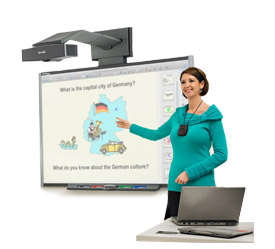 What is the capital city of Germany?
What do you know about the German culture?